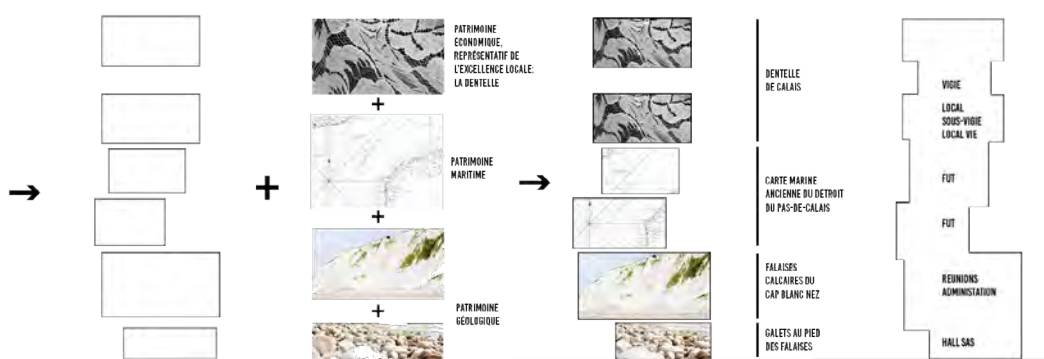 PATRIMOINE
ÉCONOMIQUE,
REPRÉSENTATIF DE
L'EXCELLENCE LOCALE:
LA DENTELLE
+
PATRIMOINE
MARITIME
+
+
+
PATRIMOINE
GÉOLOGIQUE
DENTELLE
DE CALAIS
CARTE MARINE
ANCIENNE DU DÉTROIT
DU PAS-DE-CALAIS
FALAISES
CALCAIRES DU
CAP BLANC NEZ
GALETS AU PIED
DES FALAISES
VIGIE
LOCAL
SOUS-VIGIE
LOCAL VIE
FUT
FUT
REUNIONS
ADMINISTATION
HALL SAS